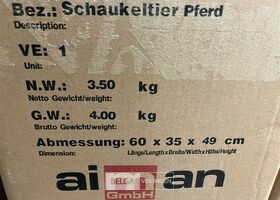 Bez.: Schaukeltier Pferd
Description:
VE: 1
Unit:
N.W.: 3.50 kg
Netto Gewicht/weight:
G.W.: 4.00 kg
Brutto Gewicht/weight:
Abmessung: 60 x 35 x 49 cm
Dimension: Länge/Length x Breite/Width x Höhe/Height
aiman
GmbH